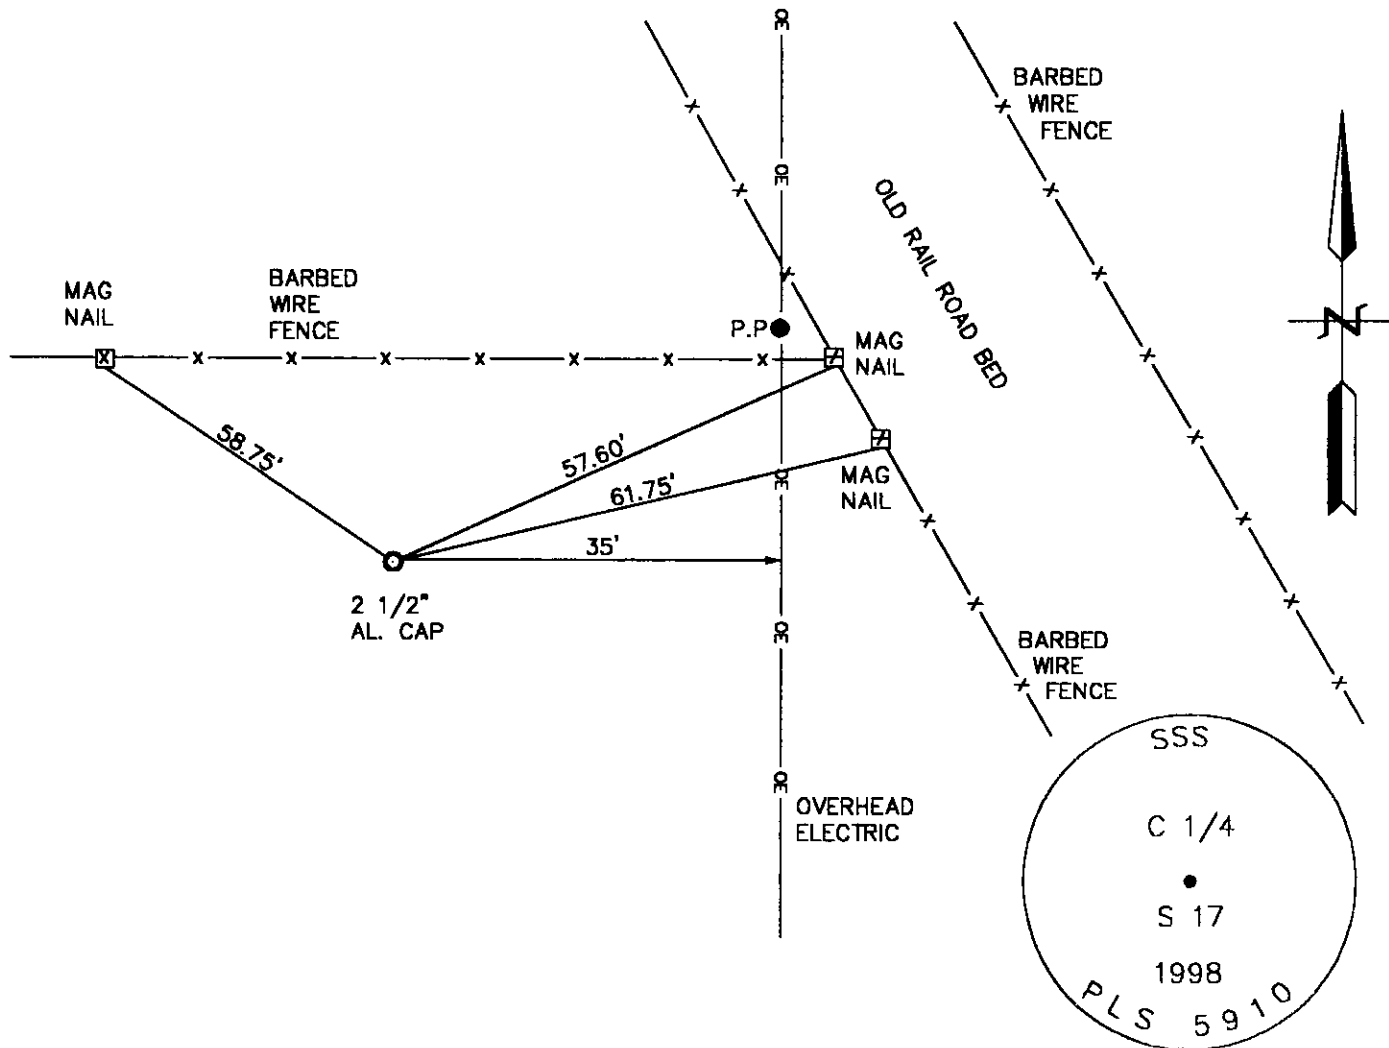 OE
BARBED
WIRE
FENCE
OE
OLD RAIL ROAD BED
MAG
NAIL
BARBED
WIRE
FENCE
P.P
MAG
NAIL
N
58.75'
57.60'
61.75'
OE
MAG
NAIL
35'
2 1/2"
AL. CAP
OE
BARBED
WIRE
FENCE
OE
OVERHEAD
ELECTRIC
SSS
C 1/4
S 17
1998
PLS 5910